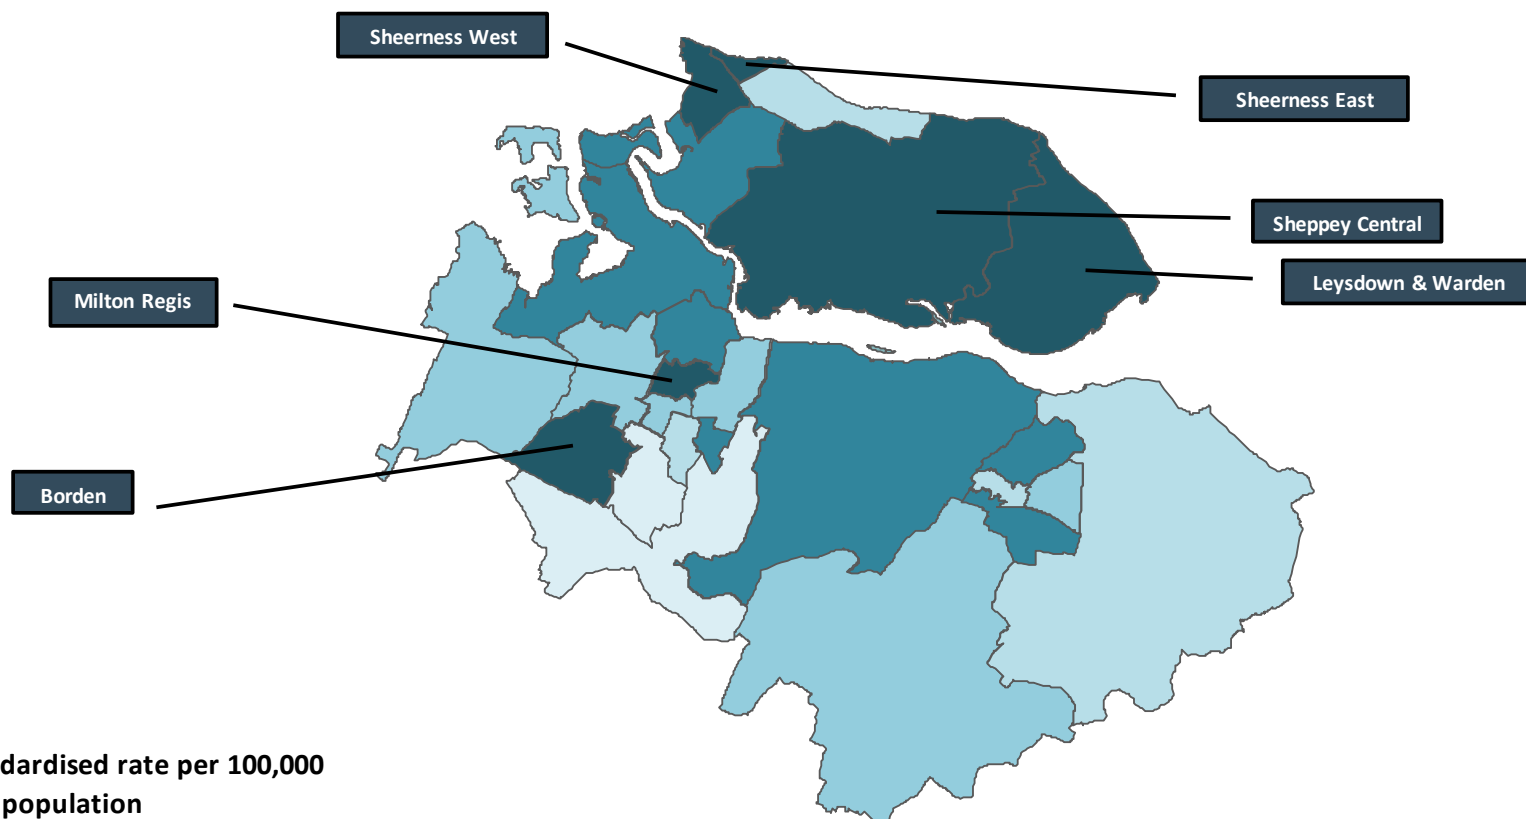 Sheerness West
Sheerness East
Sheppey Central
Leysdown & Warden
Milton Regis
Borden
dardised rate per 100,000
population